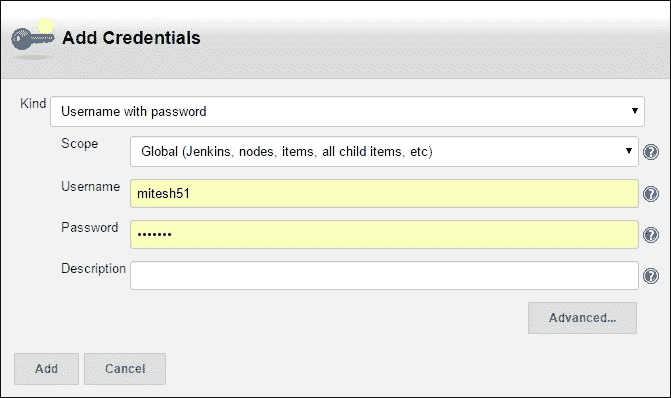 Add Credentials
Kind Username with password
Scope Global (Jenkins, nodes, items, all child items, etc)
Username mitesh51
Password •••••••
Description
Advanced...
Add Cancel